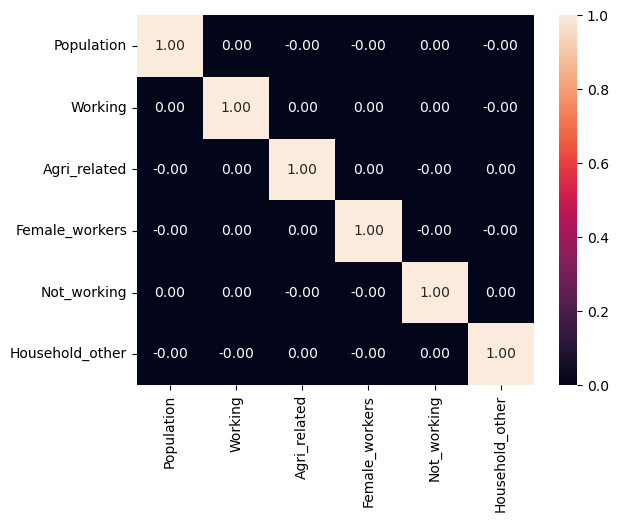 Population 1.00 0.00 -0.00 -0.00 0.00 -0.00
Working 0.00 1.00 0.00 0.00 0.00 -0.00
Agri_related -0.00 0.00 1.00 0.00 -0.00 0.00
Female_workers -0.00 0.00 0.00 1.00 -0.00 -0.00
Not_working 0.00 0.00 -0.00 -0.00 1.00 0.00
Household_other -0.00 -0.00 0.00 -0.00 0.00 1.00
Population
Working
Agri_related
Female_workers
Not_working
Household_other
1.0
0.8
0.6
0.4
0.2
0.0